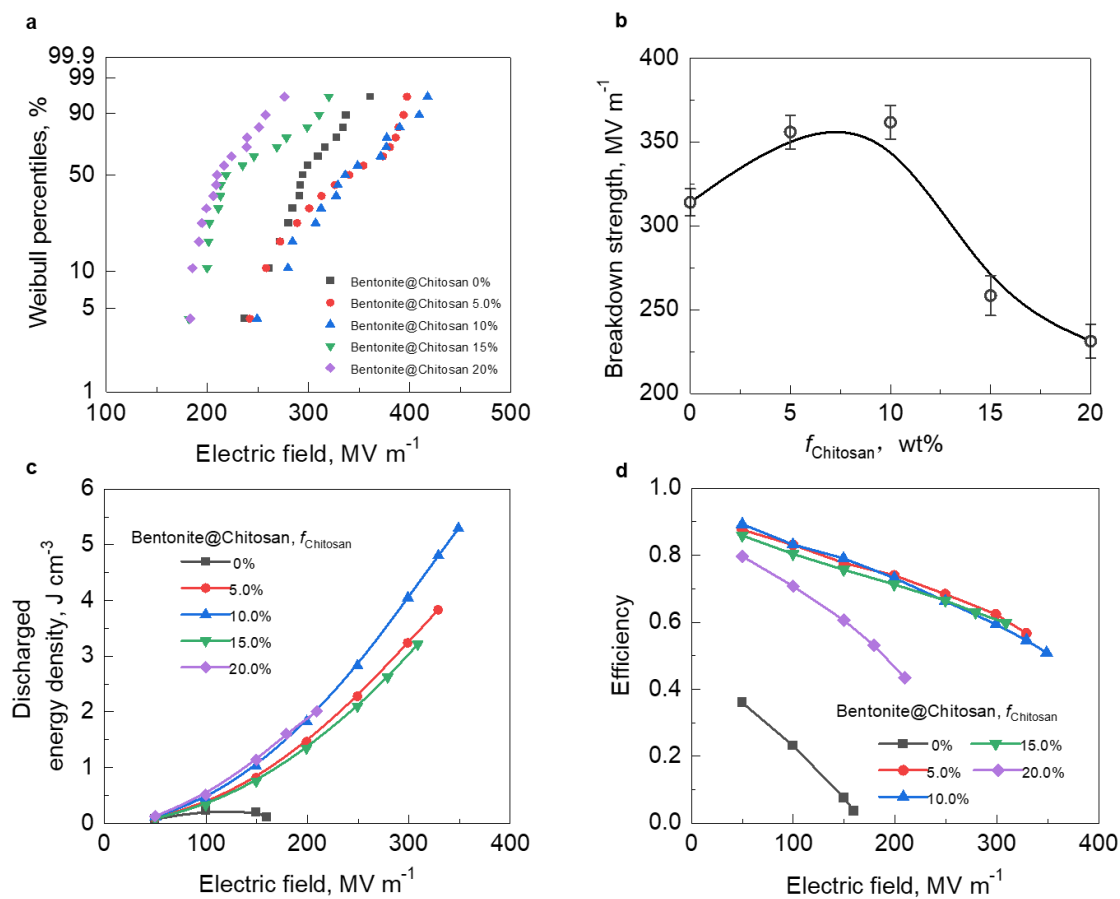 a
Weibull percentiles, %
99.9
99
90
50
10
5
1
100 200 300 400 500
Electric field, MV m-1
Bentonite@Chitosan 0%
Bentonite@Chitosan 5.0%
Bentonite@Chitosan 10%
Bentonite@Chitosan 15%
Bentonite@Chitosan 20%
b
Breakdown strength, MV m-1
400
350
300
250
200
0 5 10 15 20
fChitosan, wt%
c
Discharged
energy density, J cm-3
6
5
4
3
2
1
0
0 100 200 300 400
Electric field, MV m-1
Bentonite@Chitosan, fChitosan
0%
5.0%
10.0%
15.0%
20.0%
d
Efficiency
1.0
0.8
0.6
0.4
0.2
0.0
0 100 200 300 400
Electric field, MV m-1
Bentonite@Chitosan, fChitosan
0% 15.0%
5.0% 20.0%
10.0%